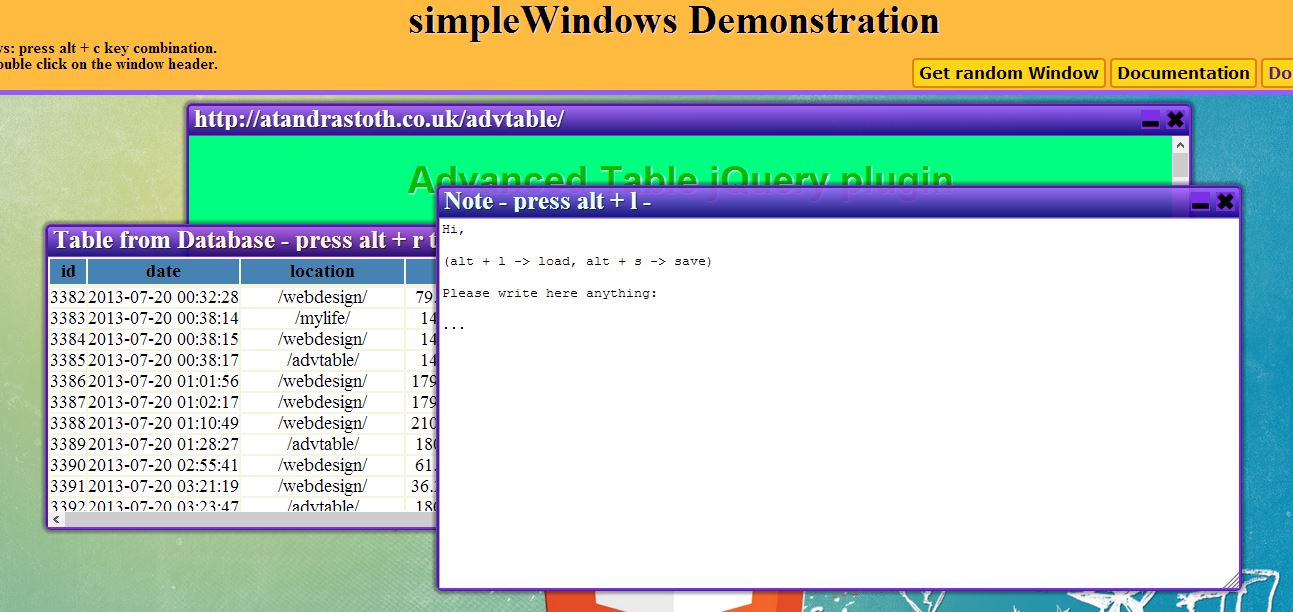 simpleWindows Demonstration
press alt + c key combination.
click on the window header.
Get random Window
Documentation
http://atandrastoth.co.uk/advtable/
Advanced Table jQuery plugin
Note - press alt + l -
Hi,
(alt + l -> load, alt + s -> save)
Please write here anything:
...
Table from Database - press alt + r
id date location
3382 2013-07-20 00:32:28 /webdesign/ 79.
3383 2013-07-20 00:38:14 /mylife/ 14
3384 2013-07-20 00:38:15 /webdesign/ 14
3385 2013-07-20 00:38:17 /advtable/ 14
3386 2013-07-20 01:01:56 /webdesign/ 179
3387 2013-07-20 01:02:17 /webdesign/ 179
3388 2013-07-20 01:10:49 /webdesign/ 210
3389 2013-07-20 01:28:27 /advtable/ 180
3390 2013-07-20 02:55:41 /webdesign/ 61.
3391 2013-07-20 03:21:19 /webdesign/ 36.
3392 2013-07-20 03:23:47 /advtable/